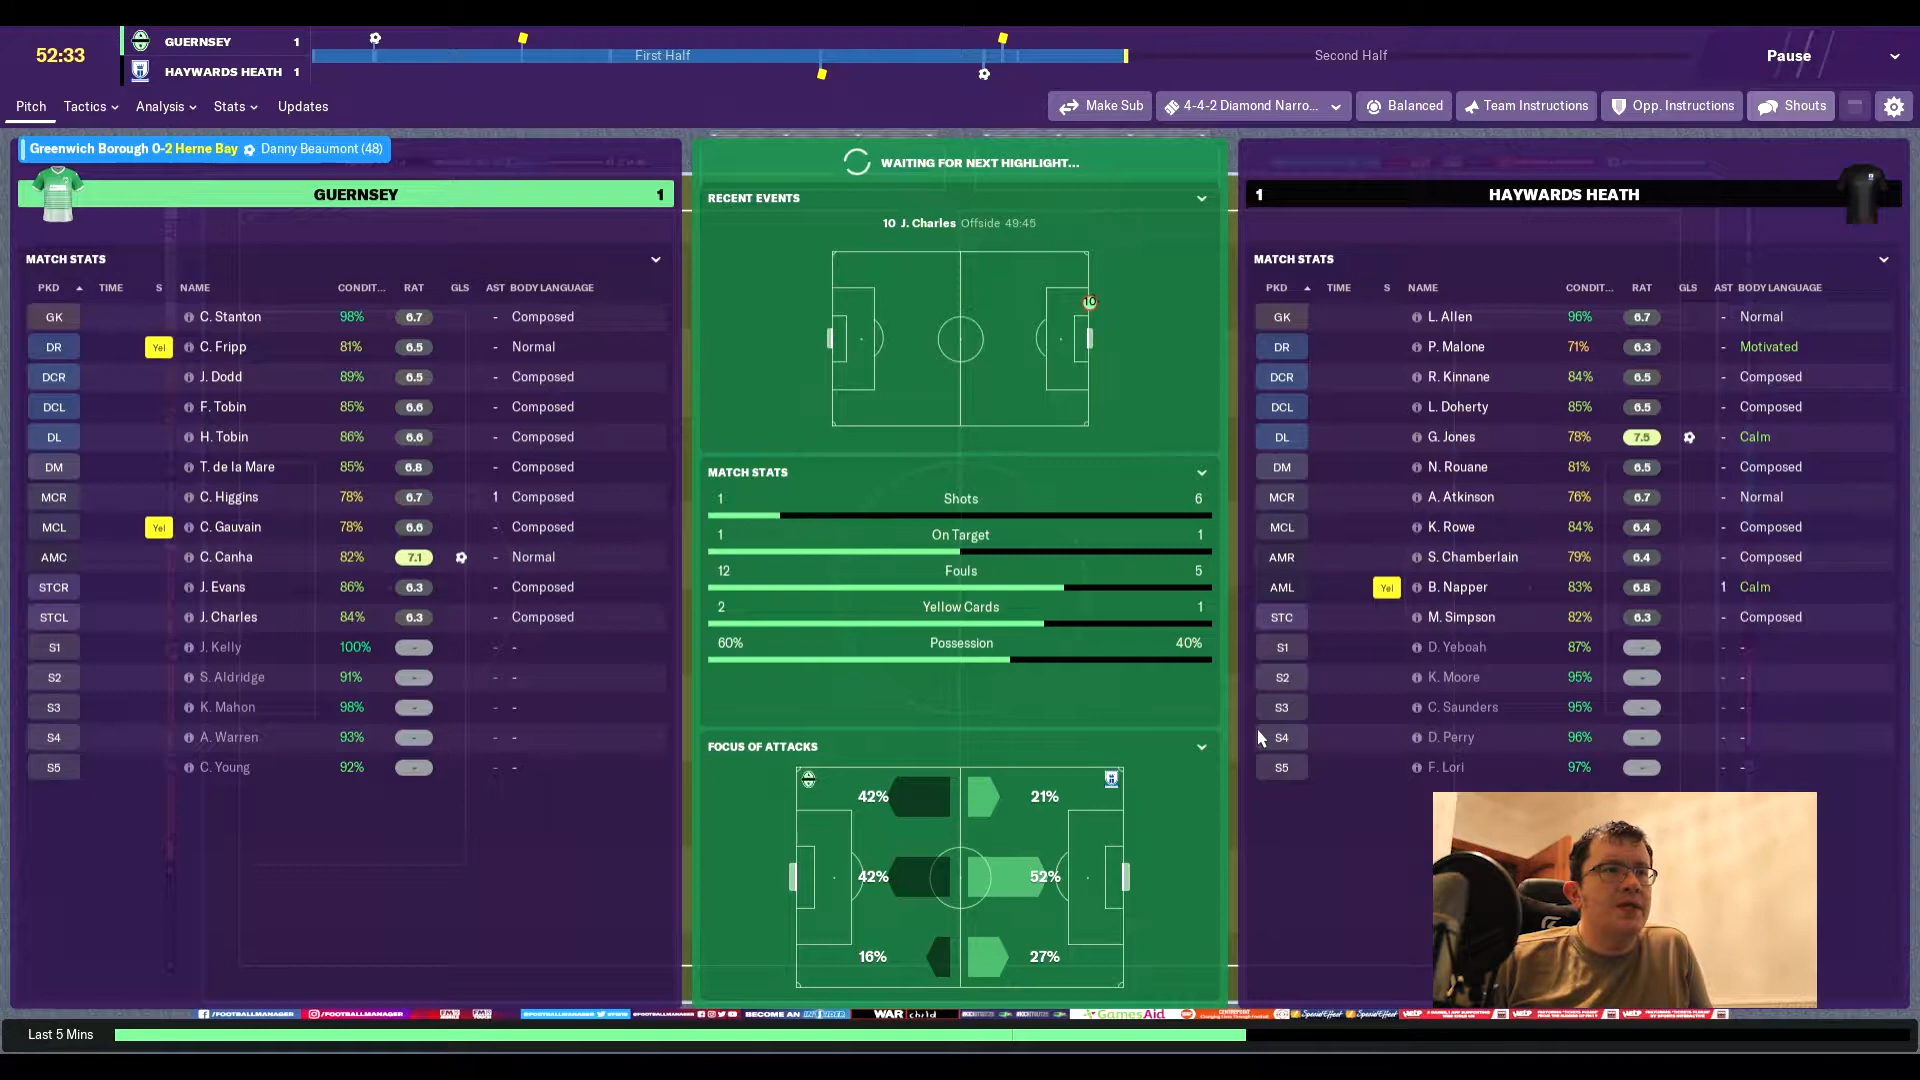 52:33
GUERNSEY 1
HAYWARDS HEATH 1
First Half
Second Half
Pause
Pitch Tactics Analysis Stats Updates
Make Sub 4-4-2 Diamond Narro... Balanced Team Instructions Opp. Instructions Shouts
Greenwich Borough 0-2 Herne Bay Danny Beaumont (48)
GUERNSEY 1
MATCH STATS
PKD TIME S NAME CONDIT... RAT GLS AST BODY LANGUAGE
GK C. Stanton 98% 6.7 - Composed
DR Yel C. Fripp 81% 6.5 - Normal
DCR J. Dodd 89% 6.5 - Composed
DCL F. Tobin 85% 6.6 - Composed
DL H. Tobin 86% 6.6 - Composed
DM T. de la Mare 85% 6.8 - Composed
MCR C. Higgins 78% 6.7 1 Composed
MCL Yel C. Gauvain 78% 6.6 - Composed
AMC C. Canha 82% 7.1 - Normal
STCR J. Evans 86% 6.3 - Composed
STCL J. Charles 84% 6.3 - Composed
S1 J. Kelly 100% - - -
S2 S. Aldridge 91% - - -
S3 K. Mahon 98% - - -
S4 A. Warren 93% - - -
S5 C. Young 92% - - -
WAITING FOR NEXT HIGHLIGHT...
RECENT EVENTS
10 J. Charles Offside 49:45
10
MATCH STATS
1 Shots 6
1 On Target 1
12 Fouls 5
2 Yellow Cards 1
60% Possession 40%
FOCUS OF ATTACKS
42% 21%
42% 52%
16% 27%
1 HAYWARDS HEATH
MATCH STATS
PKD TIME S NAME CONDIT... RAT GLS AST BODY LANGUAGE
GK L. Allen 96% 6.7 - Normal
DR P. Malone 71% 6.3 - Motivated
DCR R. Kinnane 84% 6.5 - Composed
DCL L. Doherty 85% 6.5 - Composed
DL G. Jones 78% 7.5 - Calm
DM N. Rouane 81% 6.5 - Composed
MCR A. Atkinson 76% 6.7 - Normal
MCL K. Rowe 84% 6.4 - Composed
AMR S. Chamberlain 79% 6.4 - Composed
AML Yel B. Napper 83% 6.8 1 Calm
STC M. Simpson 82% 6.3 - Composed
S1 D. Yeboah 87% - - -
S2 K. Moore 95% - - -
S3 C. Saunders 95% - - -
S4 D. Perry 96% - - -
S5 F. Lori 97% - - -
/FOOTBALLMANAGER /FOOTBALLMANAGER BECOME AN INSIDER WAR child GamesAid SpecialEffect SpecialEffect
Last 5 Mins